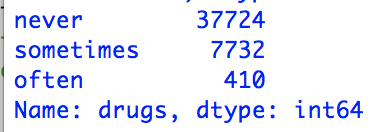 never 37724
sometimes 7732
often 410
Name: drugs, dtype: int64